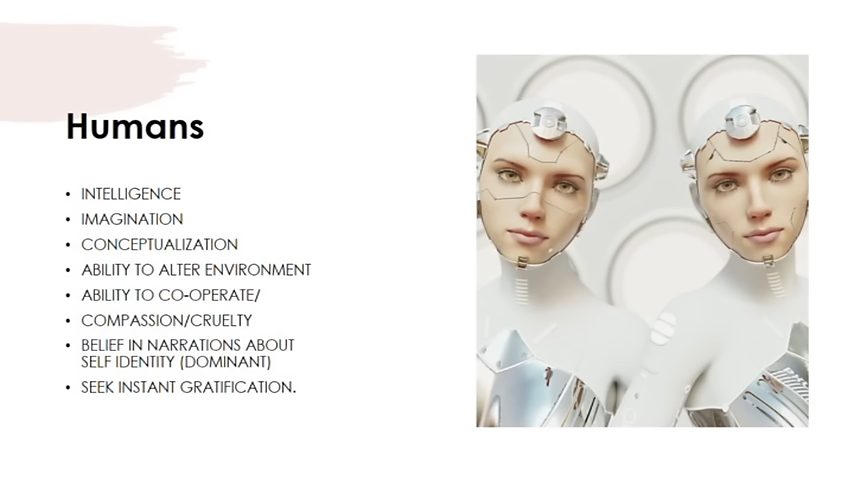 Humans
• INTELLIGENCE
• IMAGINATION
• CONCEPTUALIZATION
• ABILITY TO ALTER ENVIRONMENT
• ABILITY TO CO-OPERATE/
• COMPASSION/CRUELTY
• BELIEF IN NARRATIONS ABOUT
SELF IDENTITY (DOMINANT)
• SEEK INSTANT GRATIFICATION.